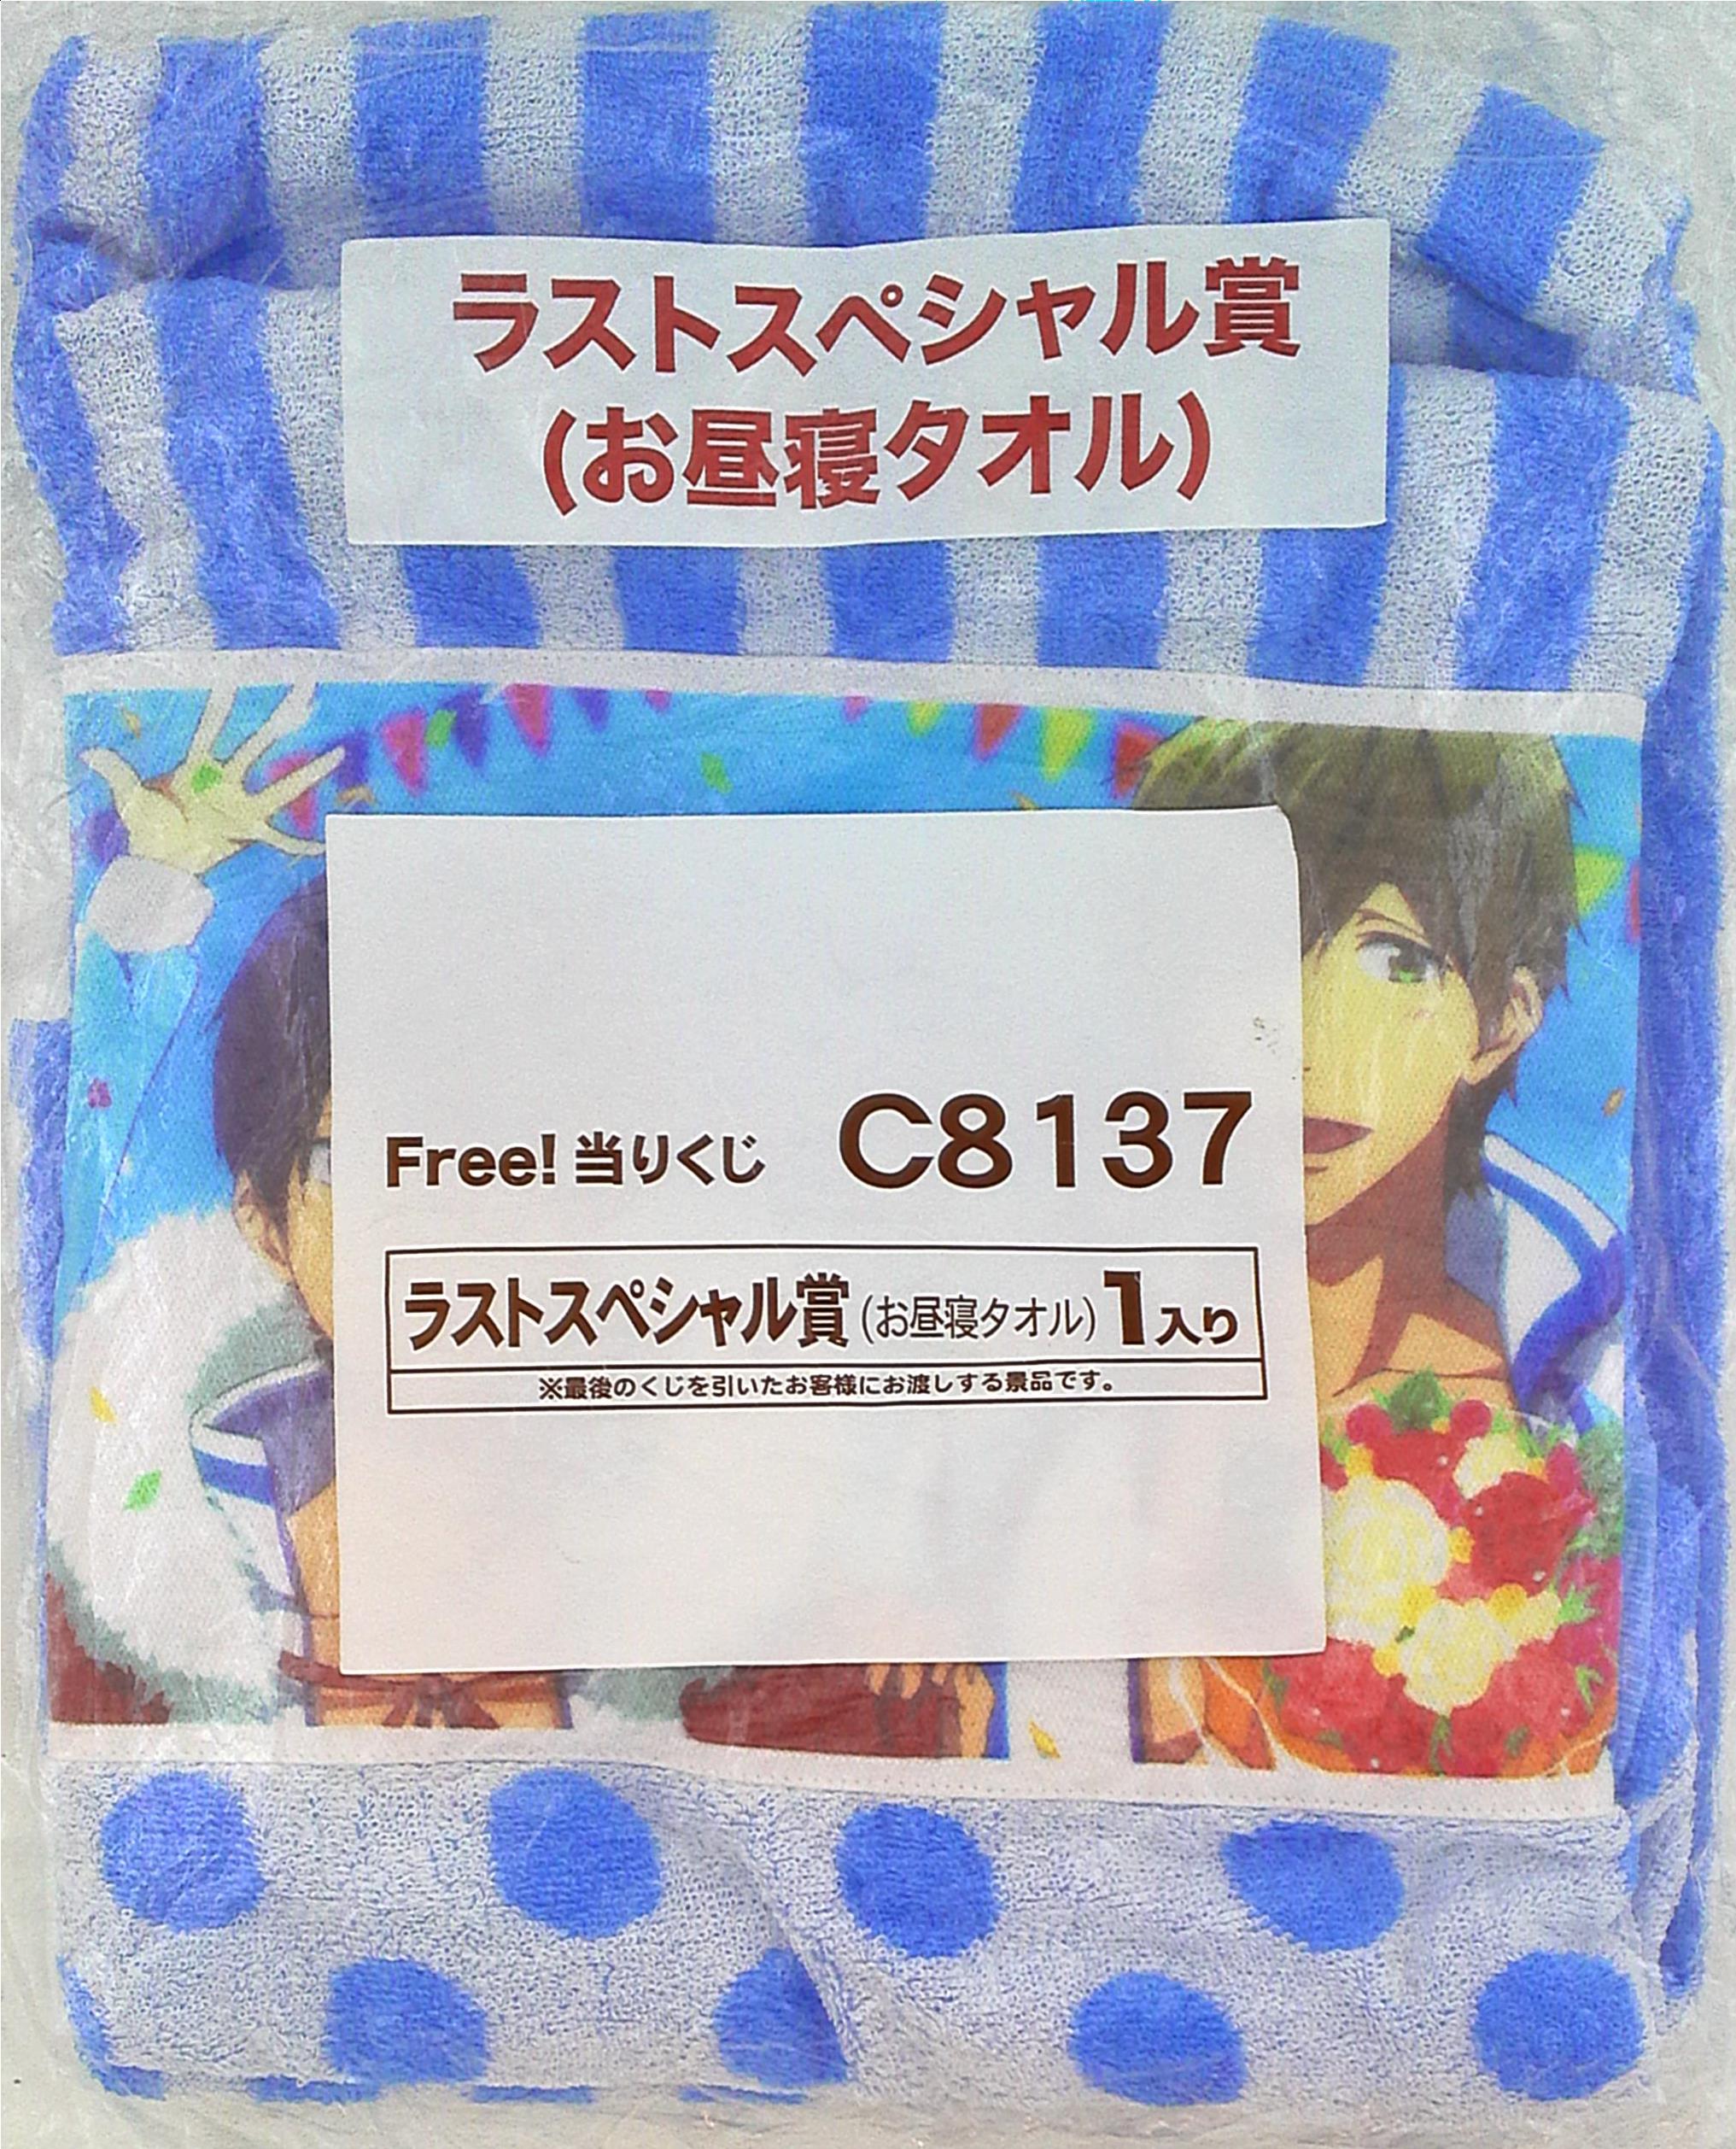 ラストスペシャル賞
(お昼寝タオル)
Free! 当りくじ C8137
ラストスペシャル賞 (お昼寝タオル) 1入り
※最後のくじを引いたお客様にお渡しする景品です。